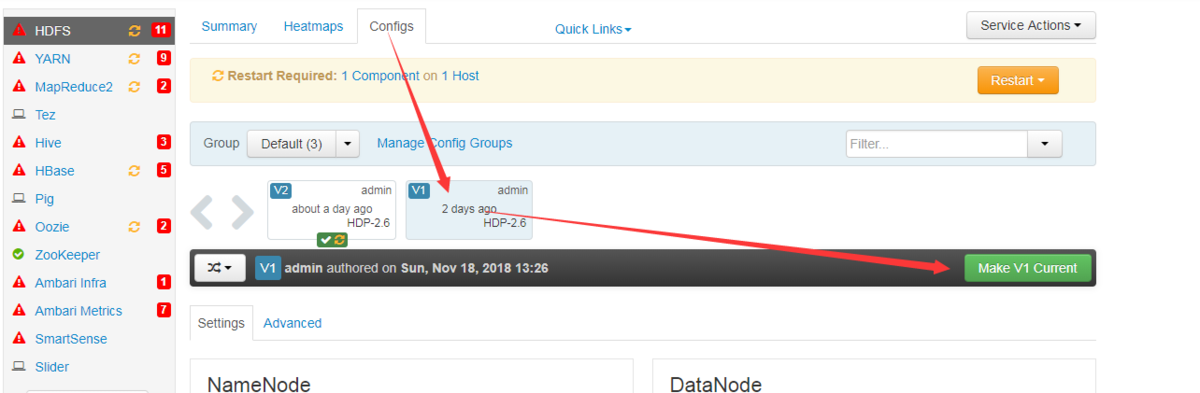 HDFS 11
YARN 9
MapReduce2 2
Tez
Hive 3
HBase 5
Pig
Oozie 2
ZooKeeper
Ambari Infra 1
Ambari Metrics 7
SmartSense
Slider
Summary Heatmaps Configs Quick Links Service Actions
Restart Required: 1 Component on 1 Host Restart
Group Default (3) Manage Config Groups Filter...
V2 admin
about a day ago
HDP-2.6
V1 admin
2 days ago
HDP-2.6
V1 admin authored on Sun, Nov 18, 2018 13:26 Make V1 Current
Settings Advanced
NameNode DataNode